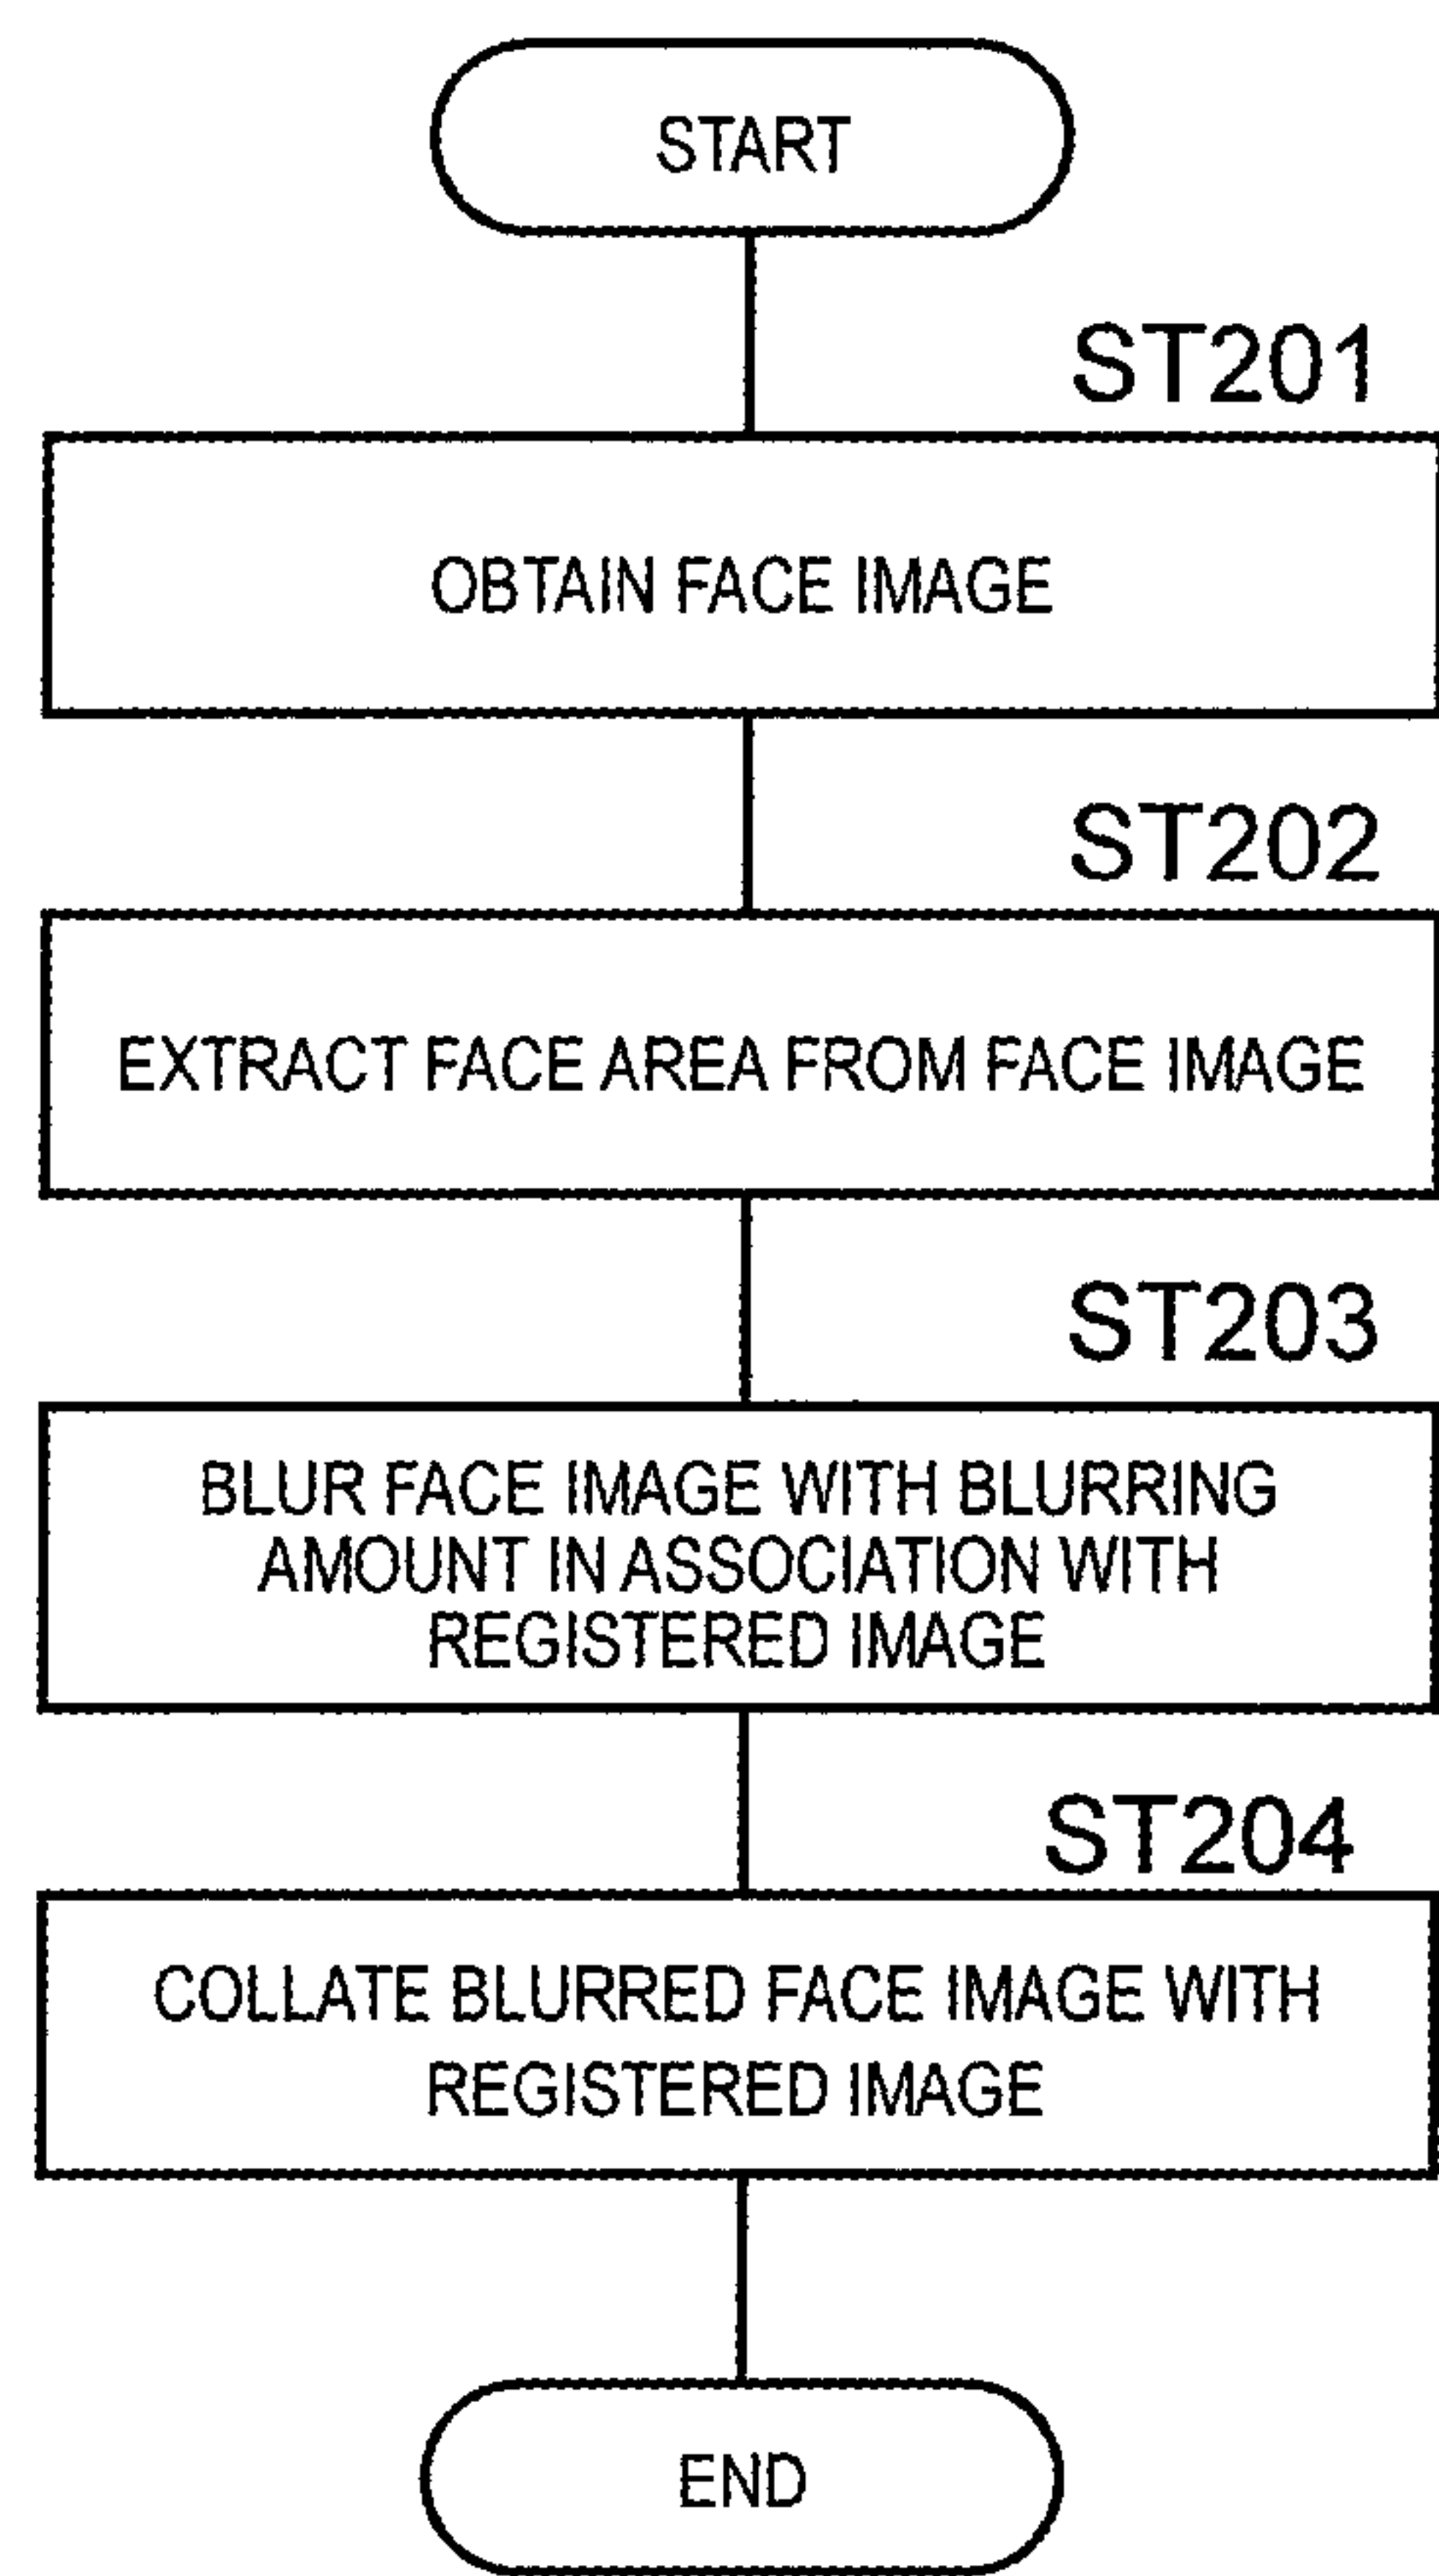 START
ST201
OBTAIN FACE IMAGE
ST202
EXTRACT FACE AREA FROM FACE IMAGE
ST203
BLUR FACE IMAGE WITH BLURRING
AMOUNT IN ASSOCIATION WITH
REGISTERED IMAGE
ST204
COLLATE BLURRED FACE IMAGE WITH
REGISTERED IMAGE
END